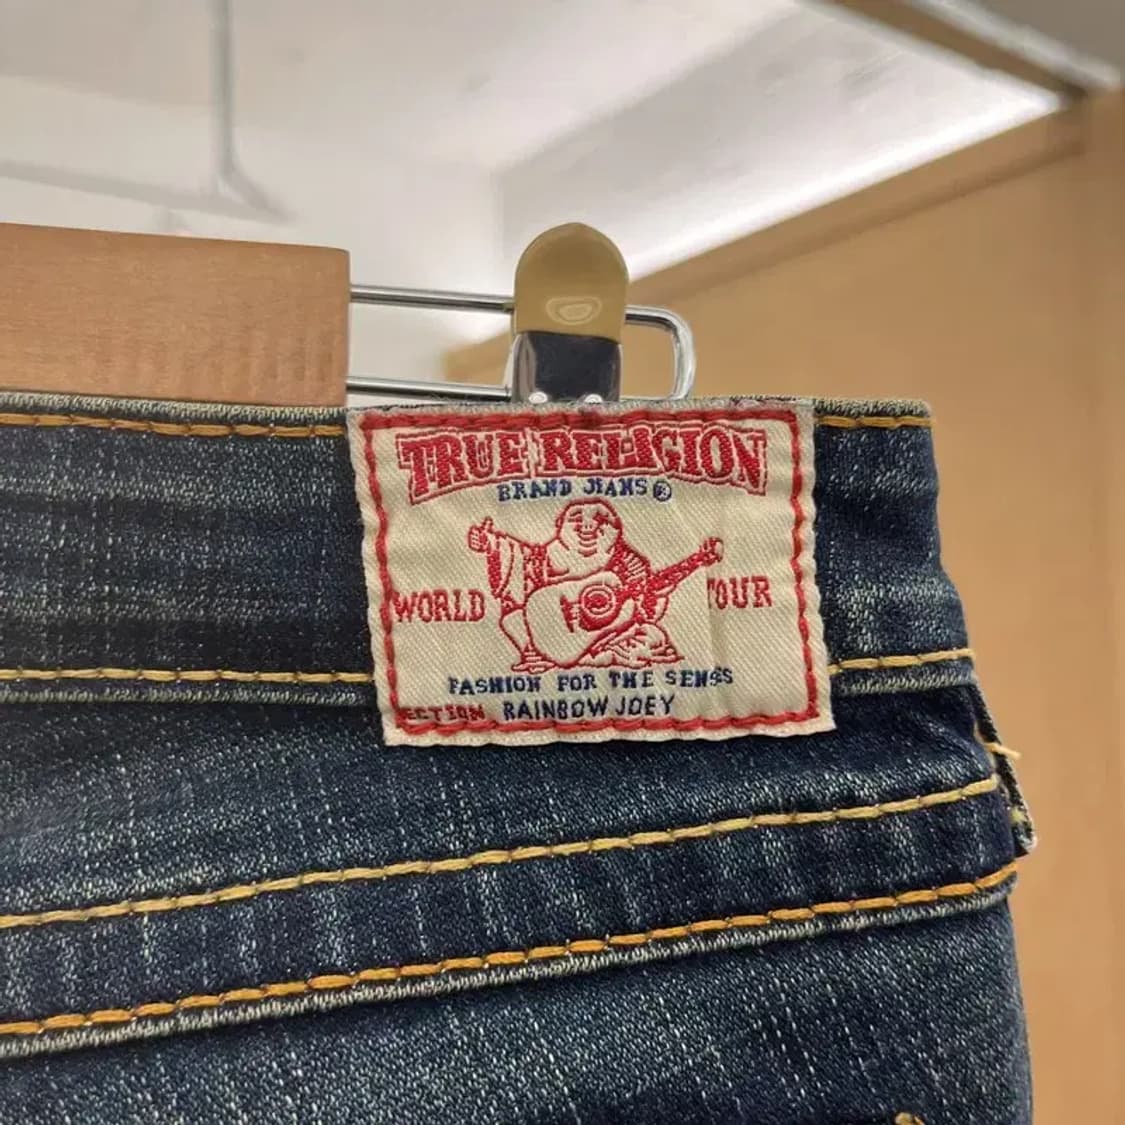 TRUE RELIGION
BRAND JEANS®
WORLD TOUR
FASHION FOR THE SENSES
ECTION RAINBOW JOEY